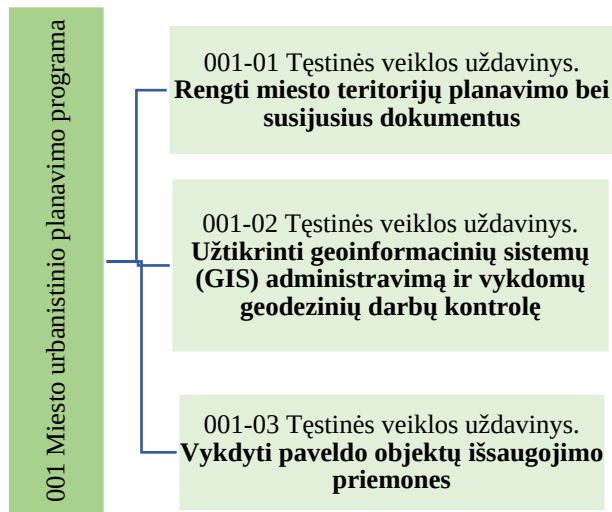 001 Miesto urbanistinio planavimo programa
001-01 Tęstinės veiklos uždavinys.
Rengti miesto teritorijų planavimo bei
susijusius dokumentus
001-02 Tęstinės veiklos uždavinys.
Užtikrinti geoinformacinių sistemų
(GIS) administravimą ir vykdomų
geodezinių darbų kontrolę
001-03 Tęstinės veiklos uždavinys.
Vykdyti paveldo objektų išsaugojimo
priemones